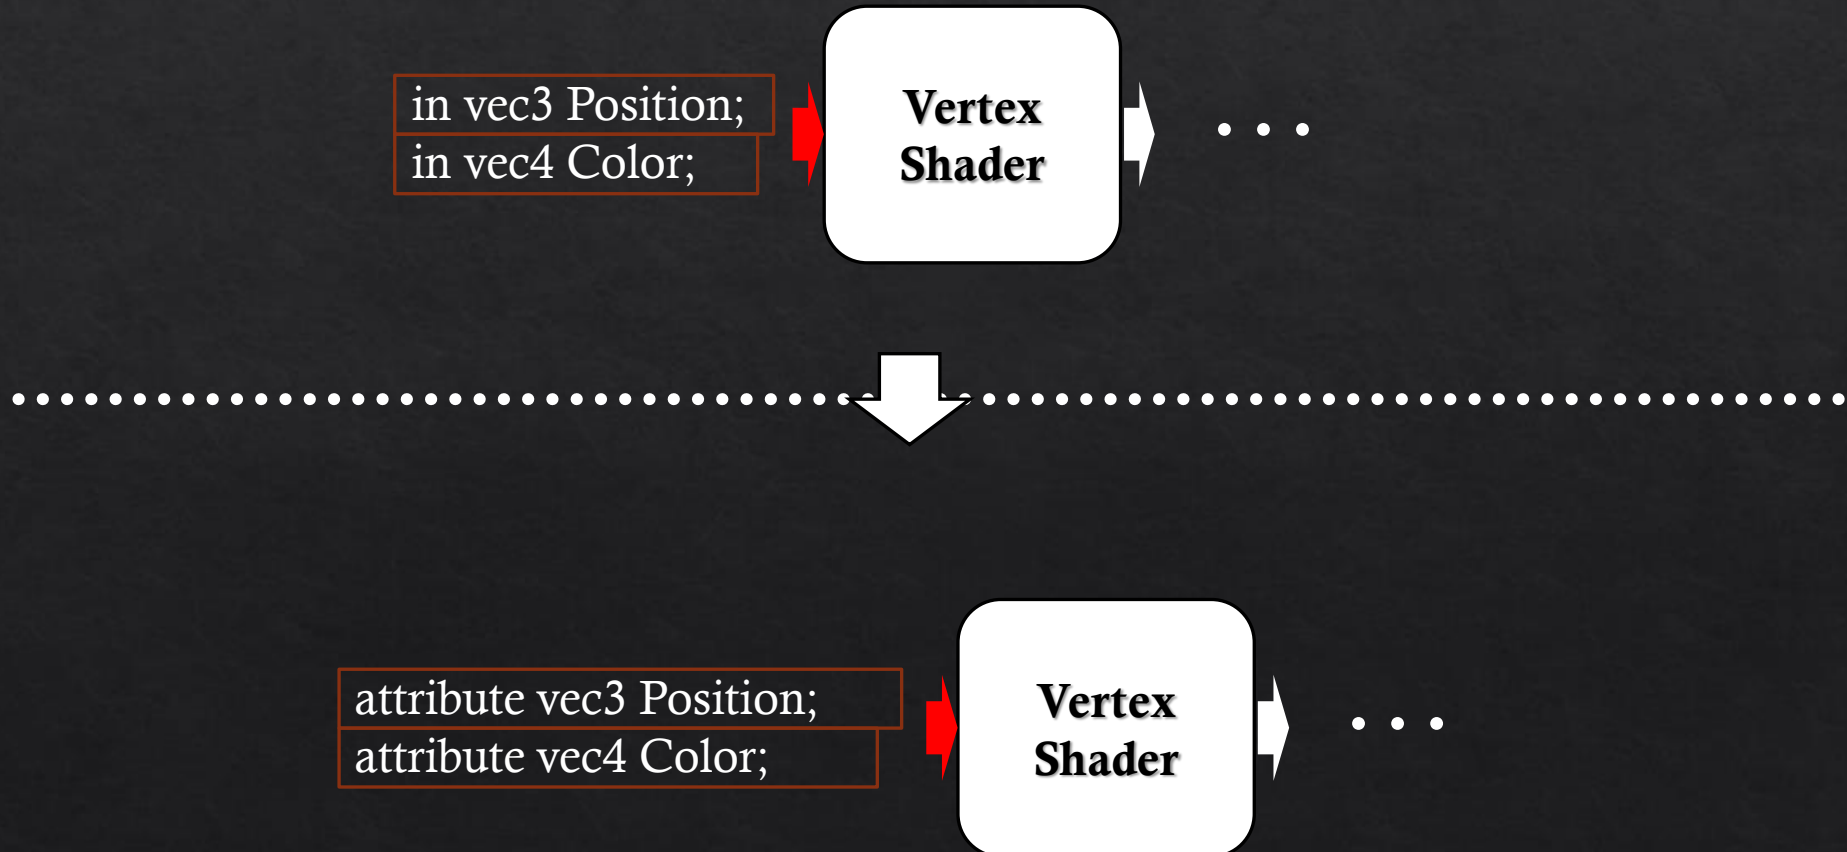 in vec3 Position;
in vec4 Color;
Vertex
Shader
attribute vec3 Position;
attribute vec4 Color;
Vertex
Shader